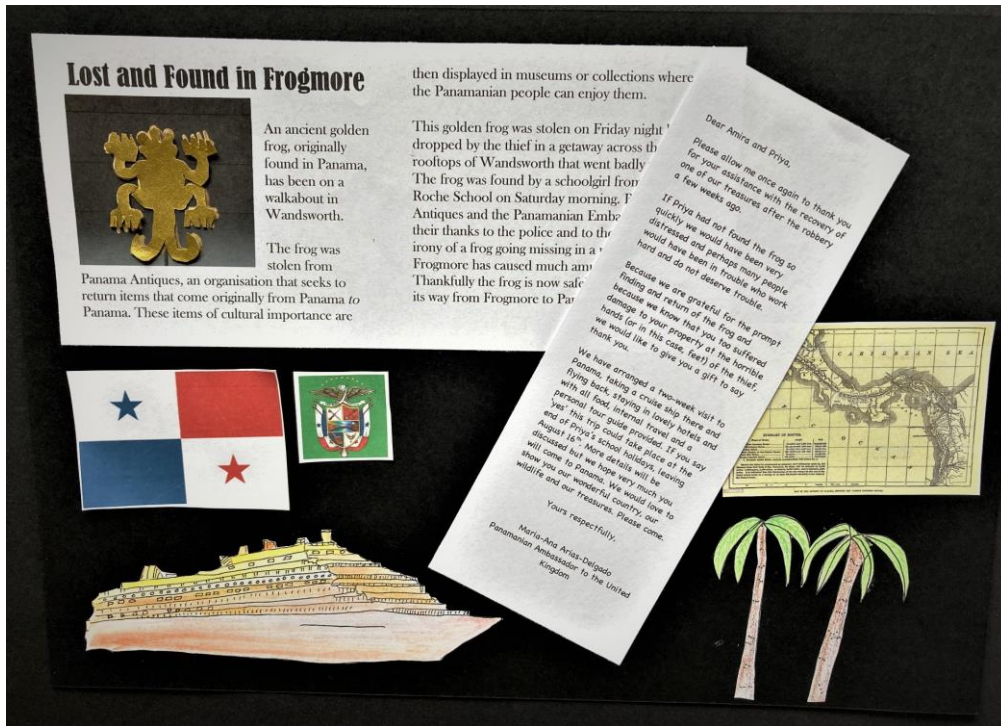 Lost and Found in Frogmore
An ancient golden
frog, originally
found in Panama,
has been on a
walkabout in
Wandsworth.
The frog was
stolen from
Panama Antiques, an organisation that seeks to
return items that come originally from Panama to
Panama. These items of cultural importance are
then displayed in museums or collections where
the Panamanian people can enjoy them.
This golden frog was stolen on Friday night
dropped by the thief in a getaway across
rooftops of Wandsworth that went badly
The frog was found by a schoolgirl from
Roche School on Saturday morning.
Antiques and the Panamanian
their thanks to the police and to the
irony of a frog going missing in a
Frogmore has caused much
Thankfully the frog is now
its way from Frogmore to
Dear Amira and Priya,
Please allow me once again to thank you
for your assistance with the recovery of
one of our treasures after the robbery
a few weeks ago.
If Priya had not found the frog so
quickly we would have been very
distressed and perhaps many people
would have been in trouble who work
hard and do not deserve trouble.
Because we are grateful for the prompt
finding and return of the frog and
because we know that you too suffered
damage to your property at the horrible
hands (or in this case, feet) of the thief,
we would like to give you a gift to say
thank you.
We have arranged a two-week visit to
Panama, taking a cruise ship there and
flying back, staying in lovely hotels and
with all food, internal travel and a
personal tour guide provided. If you say
'yes' this trip could take place at the
end of Priya's school holidays, leaving
August 16th. More details will be
discussed but we hope very much you
will come to Panama. We would love to
show you our wonderful country, our
wildlife and our treasures. Please come.
Yours respectfully,
Maria-Ana Arias-Delgado
Panamanian Ambassador to the United
Kingdom
CARIBBEAN SEA